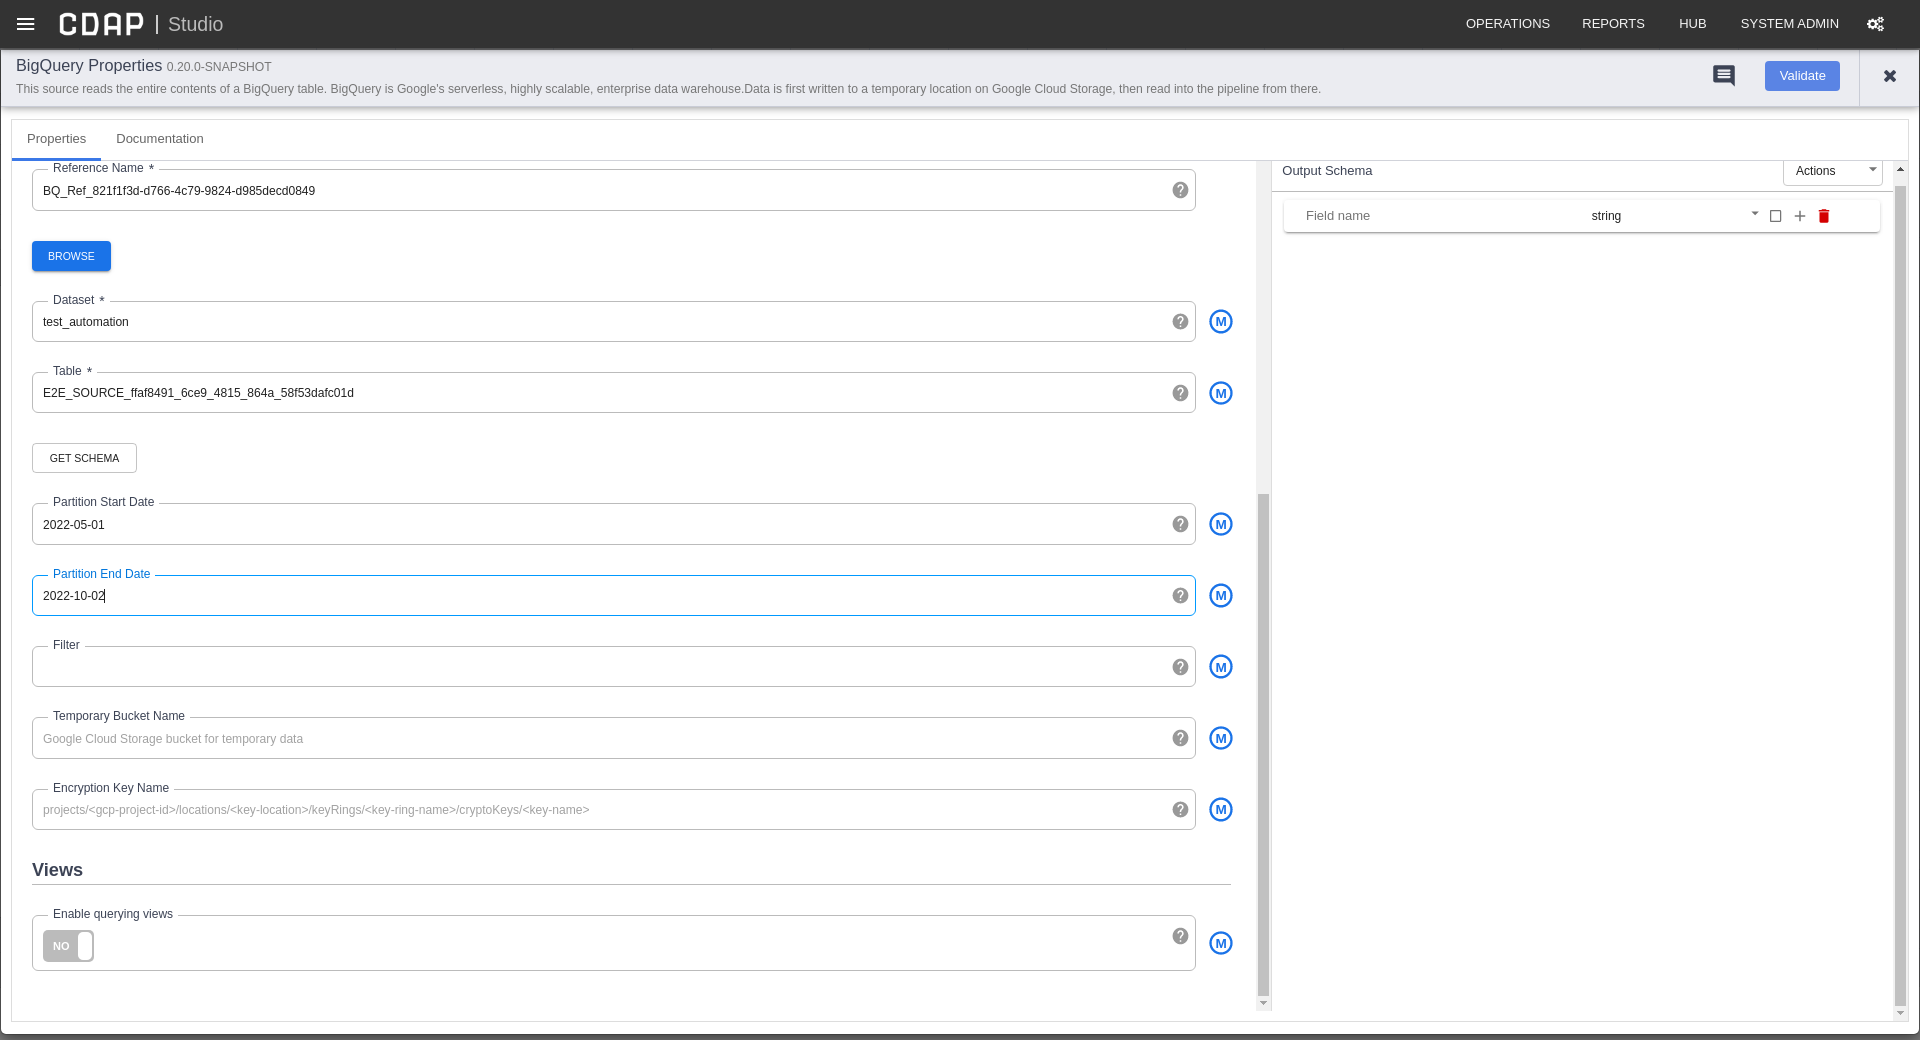 CDAP | Studio
OPERATIONS REPORTS HUB SYSTEM ADMIN
BigQuery Properties 0.20.0-SNAPSHOT
This source reads the entire contents of a BigQuery table. BigQuery is Google's serverless, highly scalable, enterprise data warehouse.Data is first written to a temporary location on Google Cloud Storage, then read into the pipeline from there.
Validate
Properties Documentation
Reference Name *
BQ_Ref_821f1f3d-d766-4c79-9824-d985decd0849
BROWSE
Dataset *
test_automation
M
Table *
E2E_SOURCE_ffaf8491_6ce9_4815_864a_58f53dafc01d
M
GET SCHEMA
Partition Start Date
2022-05-01
M
Partition End Date
2022-10-02
M
Filter
M
Temporary Bucket Name
Google Cloud Storage bucket for temporary data
M
Encryption Key Name
projects/<gcp-project-id>/locations/<key-location>/keyRings/<key-ring-name>/cryptoKeys/<key-name>
M
Views
Enable querying views
NO
M
Output Schema
Actions
Field name string